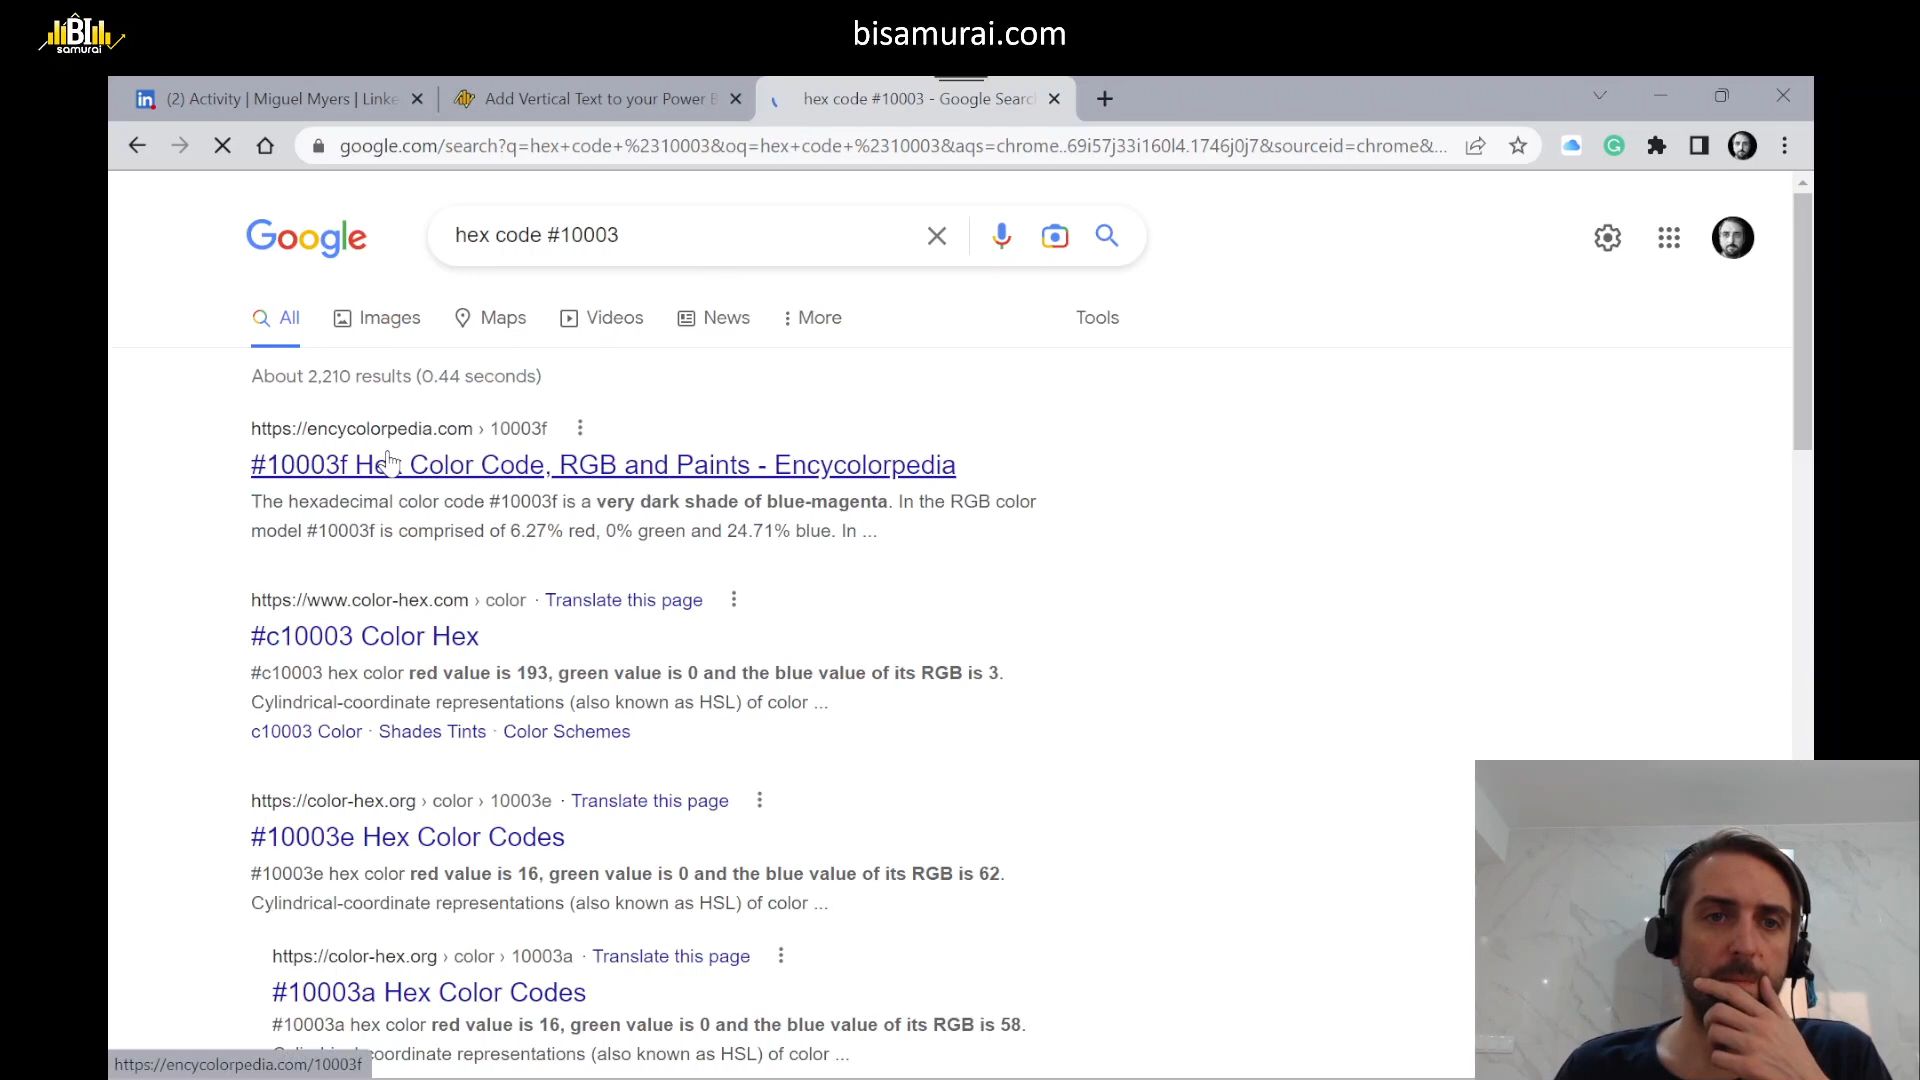 BI
samurai
bisamurai.com
(2) Activity | Miguel Myers | Linke
Add Vertical Text to your Power B
hex code #10003 - Google Searc
google.com/search?q=hex+code+%2310003&oq=hex+code+%2310003&aqs=chrome..69i57j33i160l4.1746j0j7&sourceid=chrome&...
Google
hex code #10003
All
Images
Maps
Videos
News
More
Tools
About 2,210 results (0.44 seconds)
https://encycolorpedia.com › 10003f
#10003f Hex Color Code, RGB and Paints - Encycolorpedia
The hexadecimal color code #10003f is a very dark shade of blue-magenta. In the RGB color
model #10003f is comprised of 6.27% red, 0% green and 24.71% blue. In ...
https://www.color-hex.com › color · Translate this page
#c10003 Color Hex
#c10003 hex color red value is 193, green value is 0 and the blue value of its RGB is 3.
Cylindrical-coordinate representations (also known as HSL) of color ...
c10003 Color · Shades Tints · Color Schemes
https://color-hex.org › color › 10003e · Translate this page
#10003e Hex Color Codes
#10003e hex color red value is 16, green value is 0 and the blue value of its RGB is 62.
Cylindrical-coordinate representations (also known as HSL) of color ...
https://color-hex.org › color › 10003a · Translate this page
#10003a Hex Color Codes
#10003a hex color red value is 16, green value is 0 and the blue value of its RGB is 58.
coordinate representations (also known as HSL) of color ...
https://encycolorpedia.com/10003f